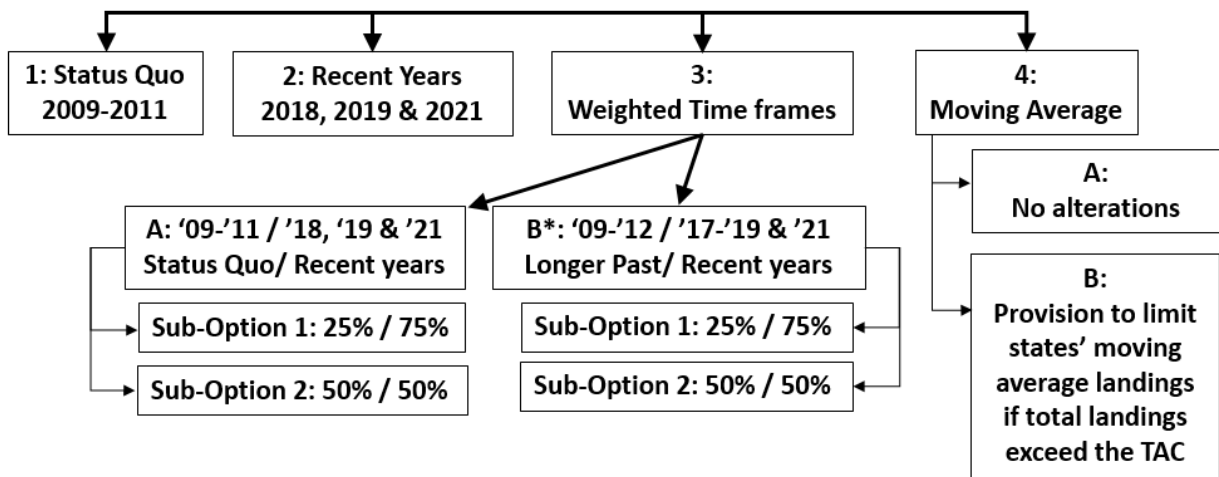 1: Status Quo
2009-2011
2: Recent Years
2018, 2019 & 2021
3:
Weighted Time frames
4:
Moving Average
A: ‘09-’11 / ’18, ‘19 & ’21
Status Quo/ Recent years
Sub-Option 1: 25% / 75%
Sub-Option 2: 50% / 50%
B*: ‘09-’12 / ’17-’19 & ’21
Longer Past/ Recent years
Sub-Option 1: 25% / 75%
Sub-Option 2: 50% / 50%
A:
No alterations
B:
Provision to limit
states’ moving
average landings
if total landings
exceed the TAC